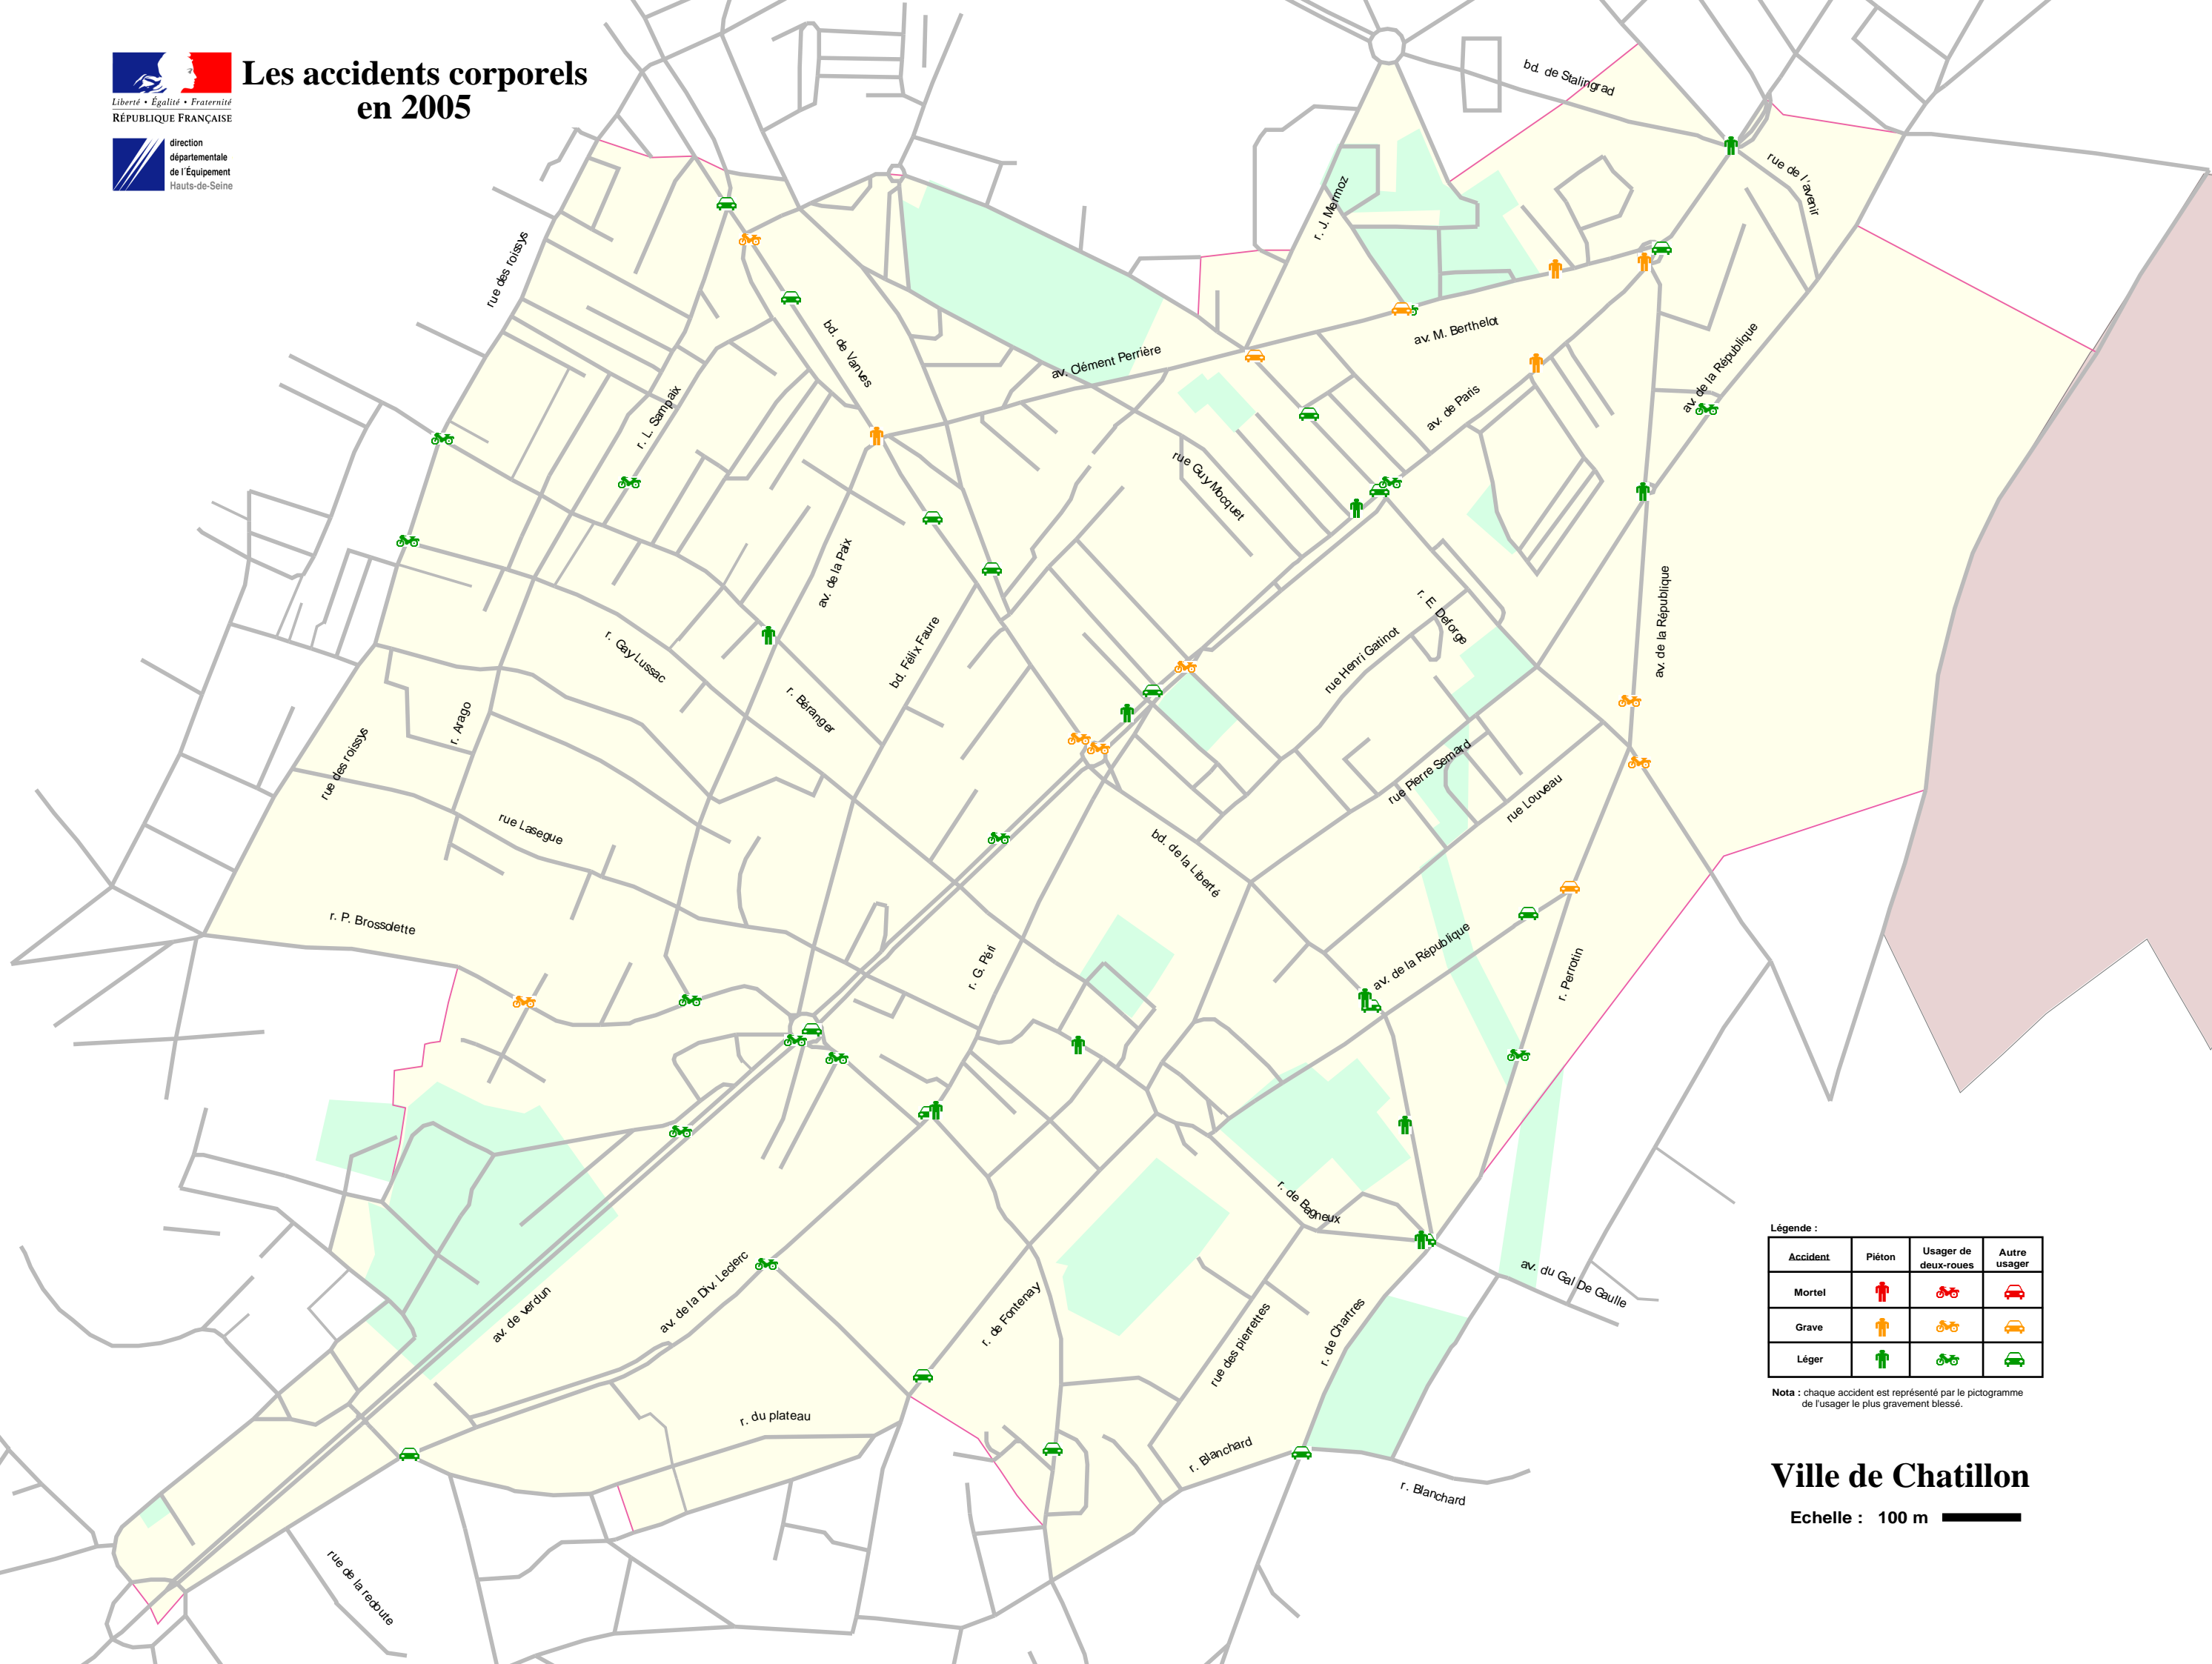 Les accidents corporels
en 2005
Liberté • Égalité • Fraternité
RÉPUBLIQUE FRANÇAISE
direction
départementale
de l'Équipement
Hauts-de-Seine
bd. de Stalingrad
rue de l'avenir
r. J. Mermoz
rue des roissys
bd. de Vanves
av. Clément Perrière
av. M. Berthelot
av. de la République
r. L. Sampaix
av. de Paris
rue Guy Mocquet
av. de la Paix
r. E. Deforge
av. de la République
r. Gay Lussac
bd. Félix Faure
rue Henri Gatinot
r. Arago
r. Béranger
rue des roissys
rue Pierre Semard
rue Louveau
rue Lasegue
bd. de la Liberté
r. P. Brossolette
r. G. Péri
av. de la République
r. Perrotin
r. de Bagneux
av. de verdun
av. de la Div. Leclerc
r. de Fontenay
rue des pierrettes
r. de Chartres
av. du Gal De Gaulle
r. du plateau
r. Blanchard
r. Blanchard
rue de la redoute
Légende :
Accident Piéton Usager de deux-roues Autre usager
Mortel
Grave
Léger
Nota : chaque accident est représenté par le pictogramme
de l'usager le plus gravement blessé.
Ville de Chatillon
Echelle : 100 m